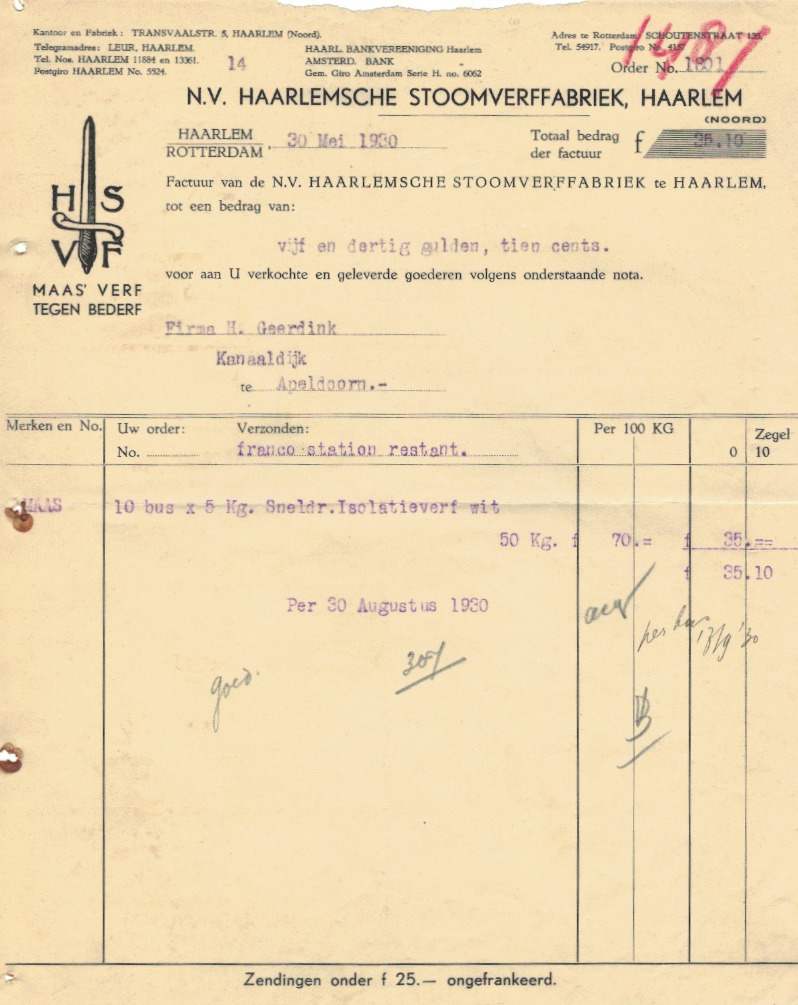 Kantoor en Fabriek: TRANSVAALSTR. 5, HAARLEM (Noord).
Telegramadres: LEUR, HAARLEM.
Tel. Nos. HAARLEM 11884 en 13361.
Postgiro HAARLEM No. 5524.
14
HAARL. BANKVEREENIGING Haarlem
AMSTERD. BANK „
Gem. Giro Amsterdam Serie H. no. 6062
Adres te Rotterdam SCHOUTENSTRAAT 135.
Tel. 54917. Postgiro No. 4157
Order No. 1801
N.V. HAARLEMSCHE STOOMVERFFABRIEK, HAARLEM
(NOORD)
HAARLEM
ROTTERDAM, 30 Mei 1930
Totaal bedrag
der factuur f 35.10
HSVF
MAAS' VERF
TEGEN BEDERF
Factuur van de N.V. HAARLEMSCHE STOOMVERFFABRIEK te HAARLEM,
tot een bedrag van:
vijf en dertig gulden, tien cents.
voor aan U verkochte en geleverde goederen volgens onderstaande nota.
Firma H. Geerdink
Kanaaldijk
te Apeldoorn.-
Merken en No. Uw order: Verzonden: Per 100 KG Zegel
No. franco station restant. 0 10
MAAS 10 bus x 5 Kg. Sneldr.Isolatieverf wit
50 Kg. f 70.= f 35.==
f 35.10
Per 30 Augustus 1930
goed.
Zendingen onder f 25.— ongefrankeerd.